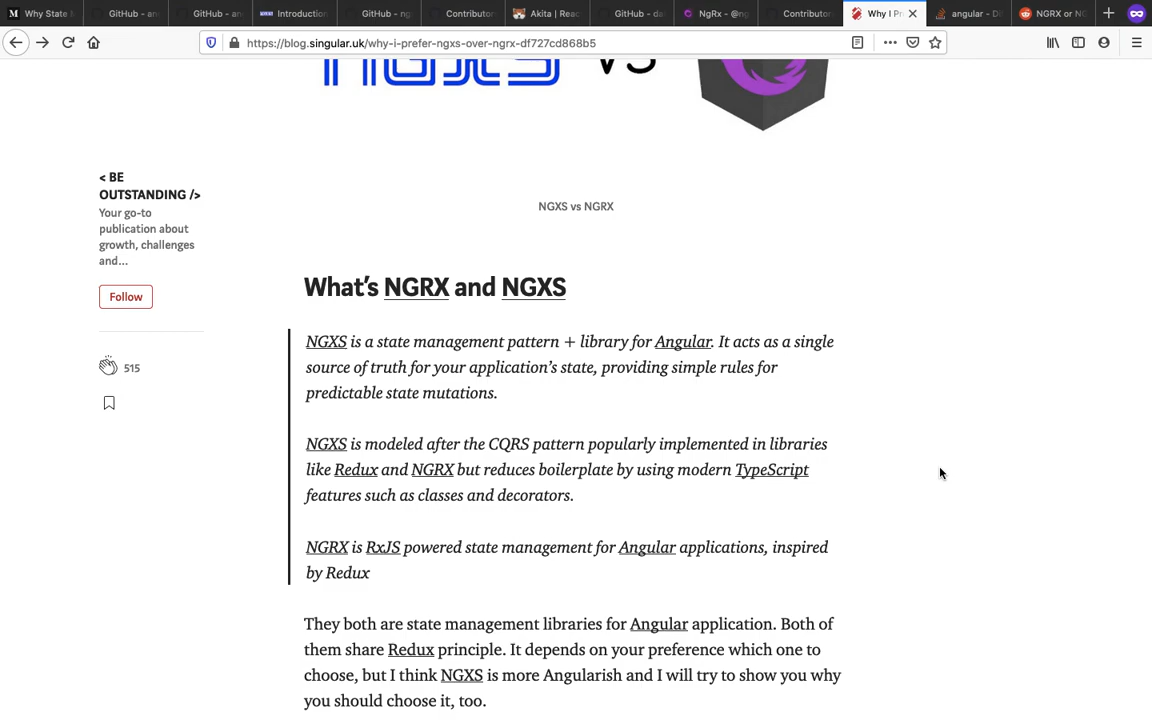 Why State
GitHub - an
GitHub - an
Introduction
GitHub - ng
Contributor
Akita | Reac
GitHub - da
NgRx - @ng
Contributor
Why I Pr
angular - Di
NGRX or NG
https://blog.singular.uk/why-i-prefer-ngxs-over-ngrx-df727cd868b5
NGXS VS
NGXS vs NGRX
< BE
OUTSTANDING />
Your go-to
publication about
growth, challenges
and...
Follow
515
What's NGRX and NGXS
NGXS is a state management pattern + library for Angular. It acts as a single
source of truth for your application's state, providing simple rules for
predictable state mutations.
NGXS is modeled after the CQRS pattern popularly implemented in libraries
like Redux and NGRX but reduces boilerplate by using modern TypeScript
features such as classes and decorators.
NGRX is RxJS powered state management for Angular applications, inspired
by Redux
They both are state management libraries for Angular application. Both of
them share Redux principle. It depends on your preference which one to
choose, but I think NGXS is more Angularish and I will try to show you why
you should choose it, too.